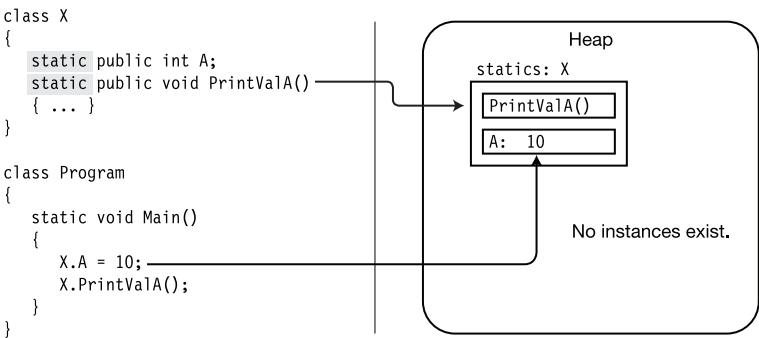 class X
{
static public int A;
static public void PrintValA()
{ ... }
}
class Program
{
static void Main()
{
X.A = 10;
X.PrintValA();
}
}
Heap
statics: X
PrintValA()
A: 10
No instances exist.